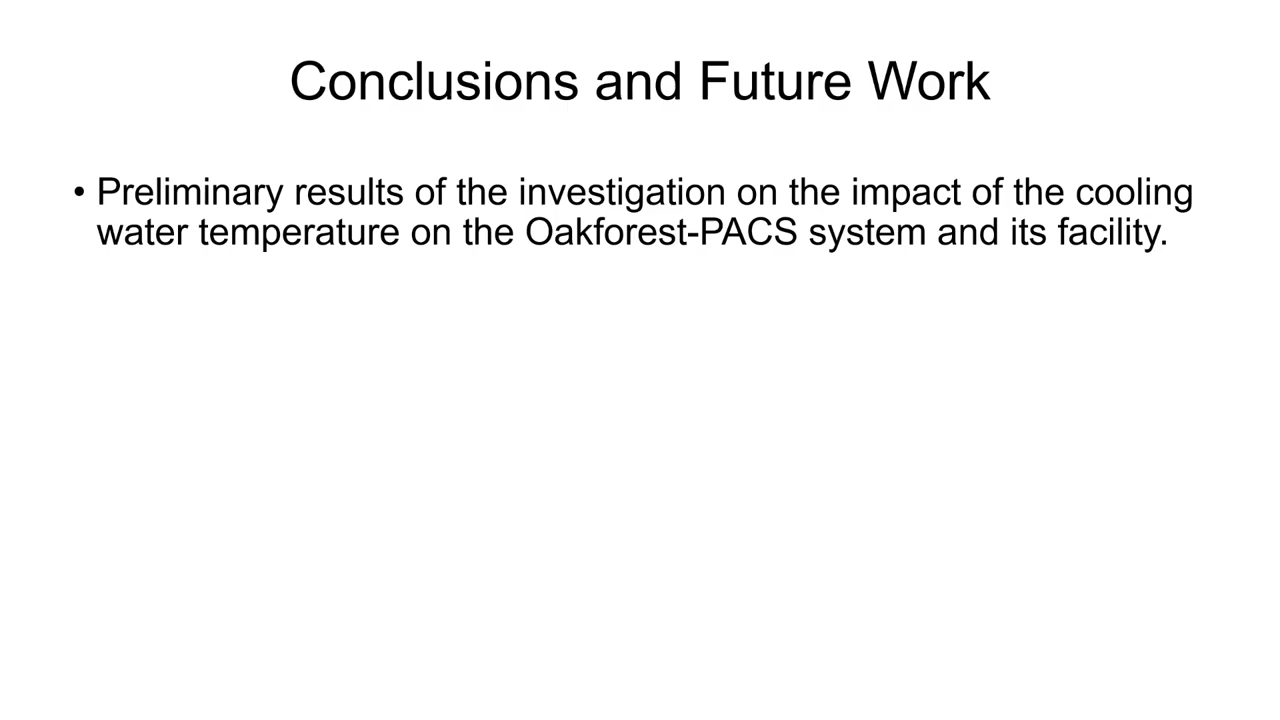 Conclusions and Future Work
• Preliminary results of the investigation on the impact of the cooling
water temperature on the Oakforest-PACS system and its facility.